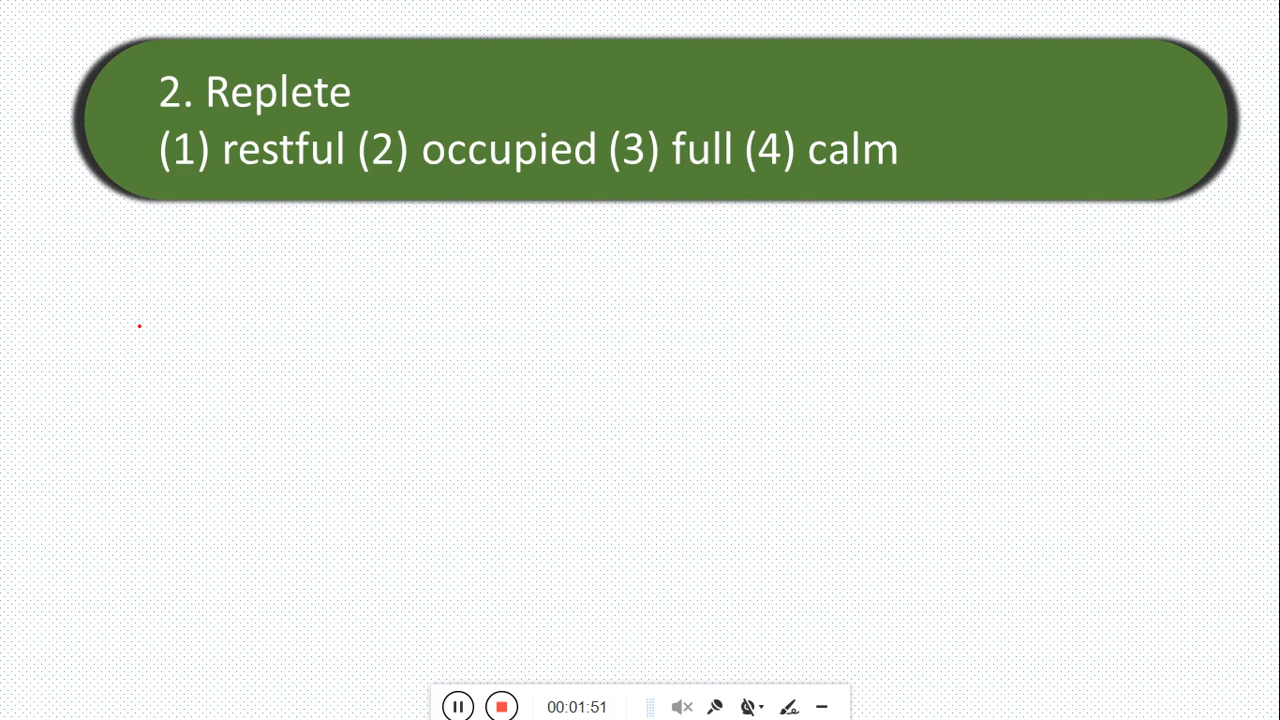 2. Replete
(1) restful (2) occupied (3) full (4) calm
00:01:51